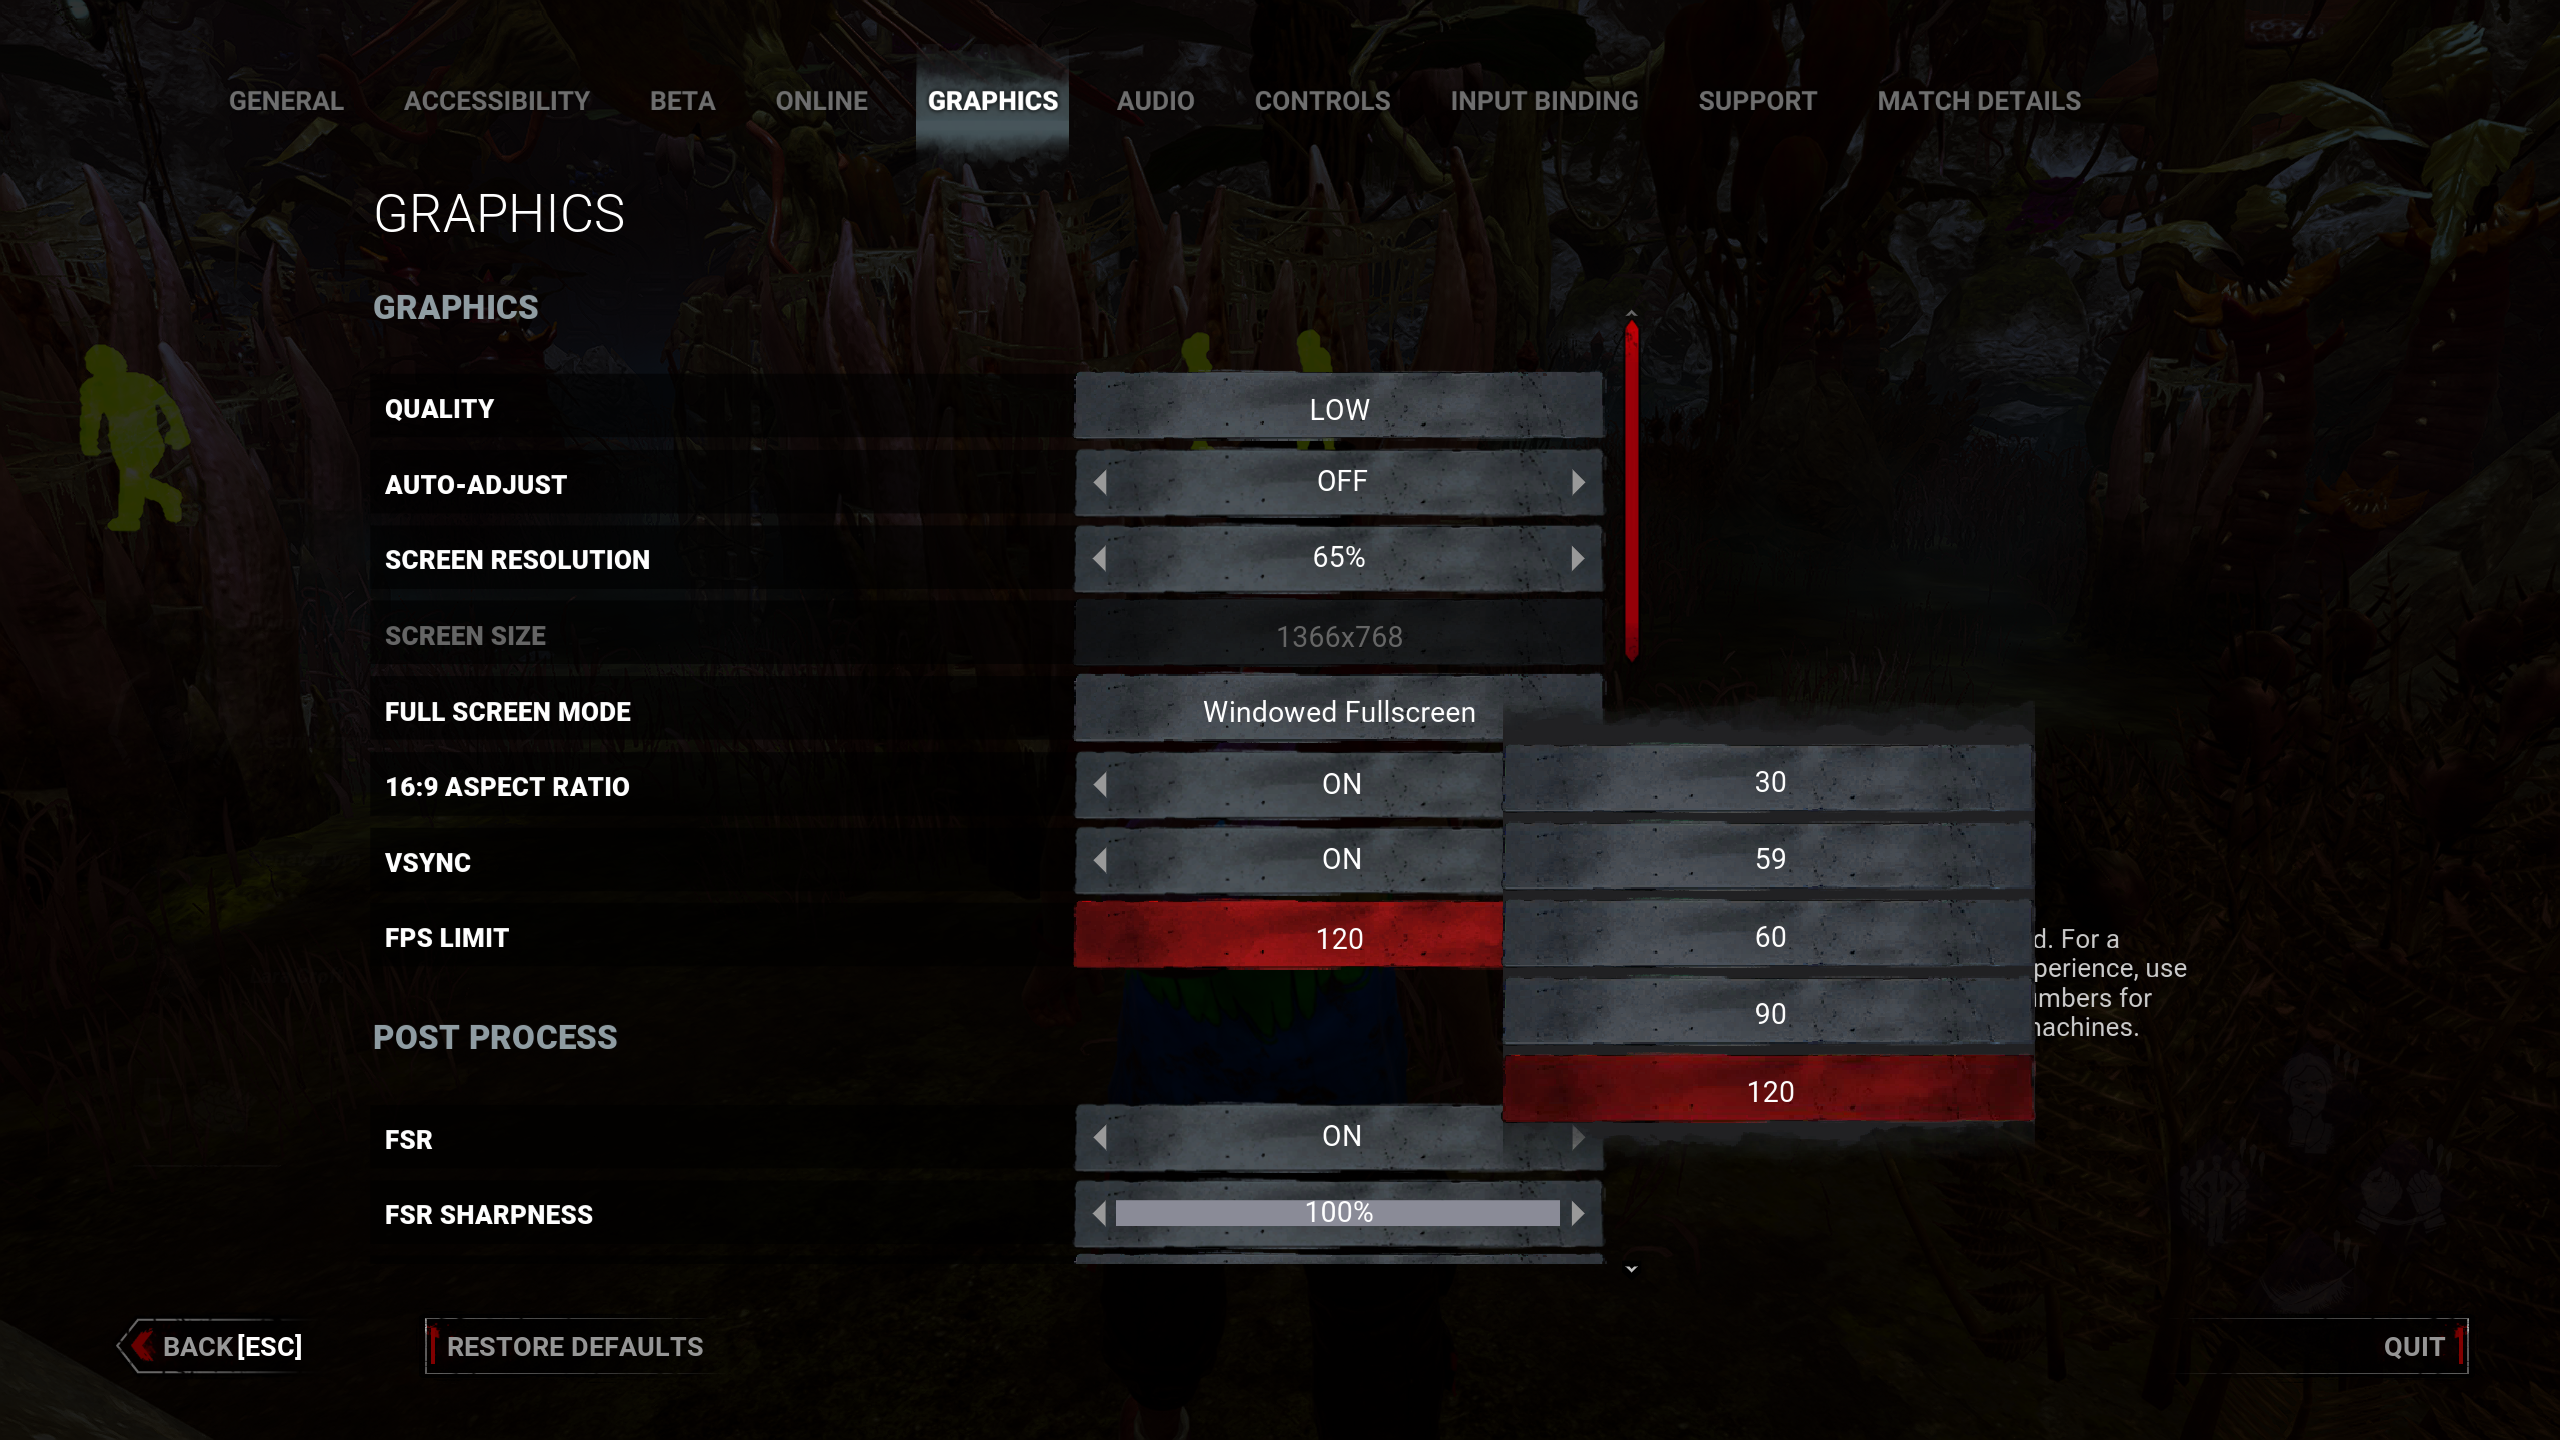 GENERAL ACCESSIBILITY BETA ONLINE GRAPHICS AUDIO CONTROLS INPUT BINDING SUPPORT MATCH DETAILS
GRAPHICS
GRAPHICS
QUALITY LOW
AUTO-ADJUST OFF
SCREEN RESOLUTION 65%
SCREEN SIZE 1366x768
FULL SCREEN MODE Windowed Fullscreen
16:9 ASPECT RATIO ON
VSYNC ON
FPS LIMIT 120
30
59
60
90
120
For a
use
for
POST PROCESS
FSR ON
FSR SHARPNESS 100%
BACK [ESC] RESTORE DEFAULTS QUIT